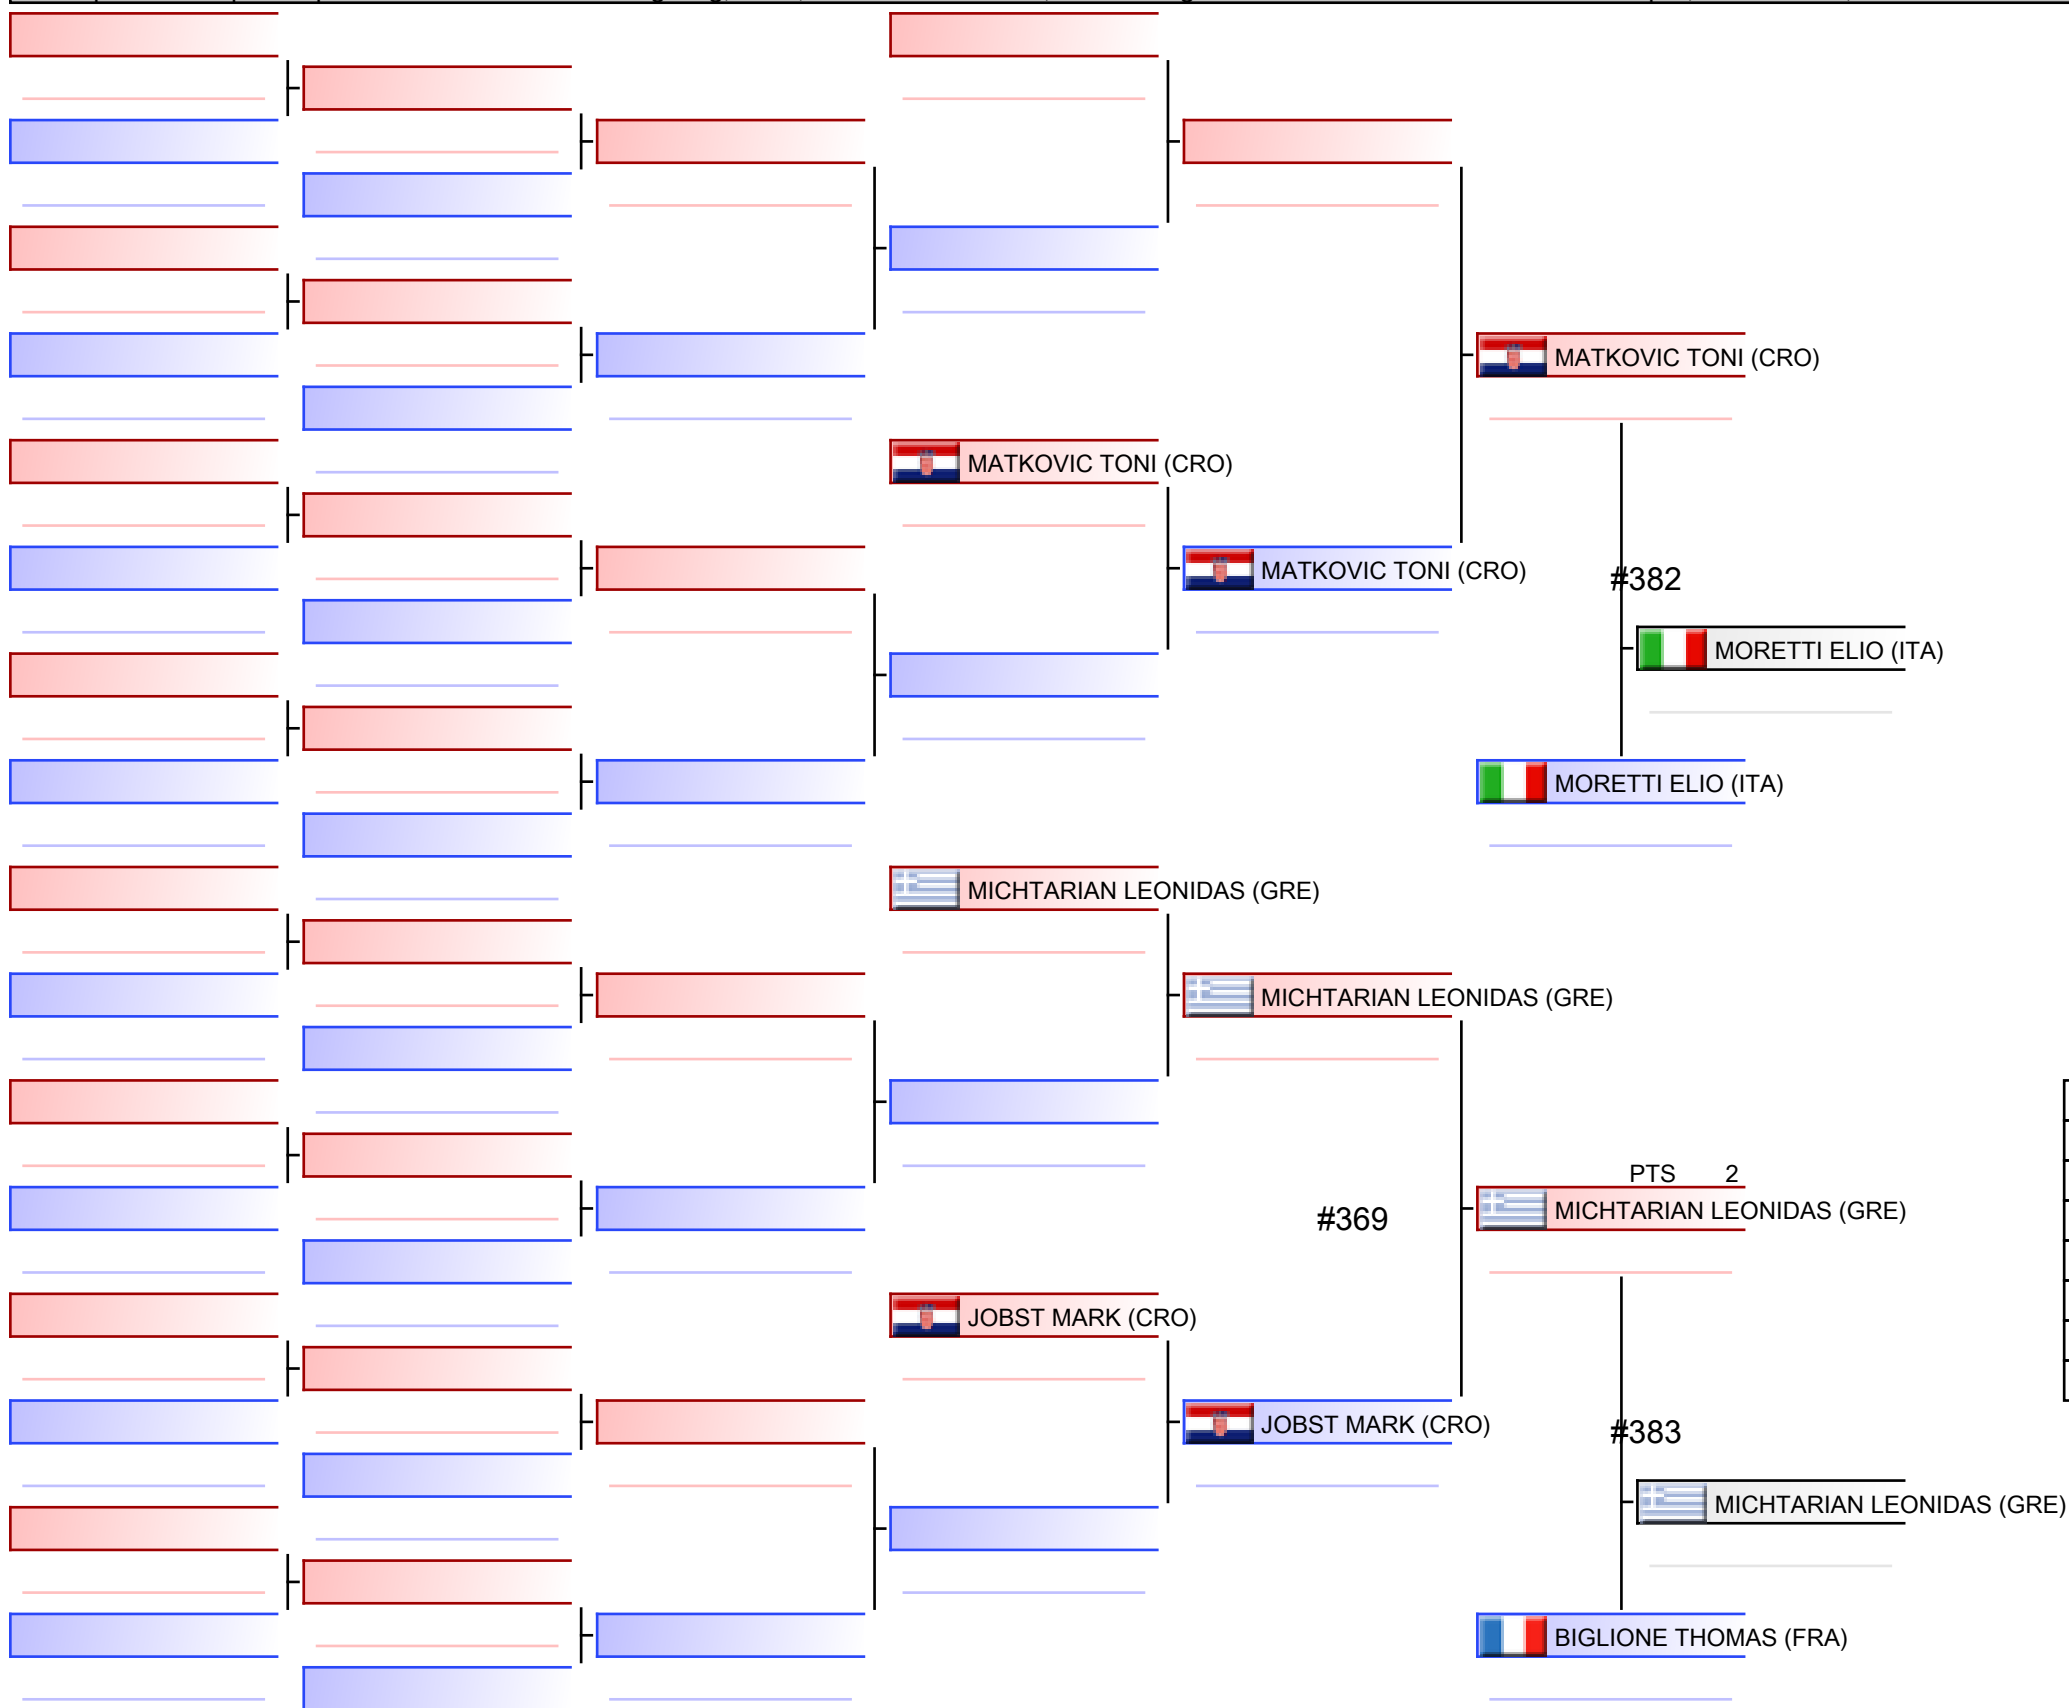 MATKOVIC TONI (CRO)
MATKOVIC TONI (CRO)
MATKOVIC TONI (CRO)
#382
MORETTI ELIO (ITA)
MORETTI ELIO (ITA)
MICHTARIAN LEONIDAS (GRE)
MICHTARIAN LEONIDAS (GRE)
PTS 2
MICHTARIAN LEONIDAS (GRE)
#369
JOBST MARK (CRO)
JOBST MARK (CRO)
#383
MICHTARIAN LEONIDAS (GRE)
BIGLIONE THOMAS (FRA)